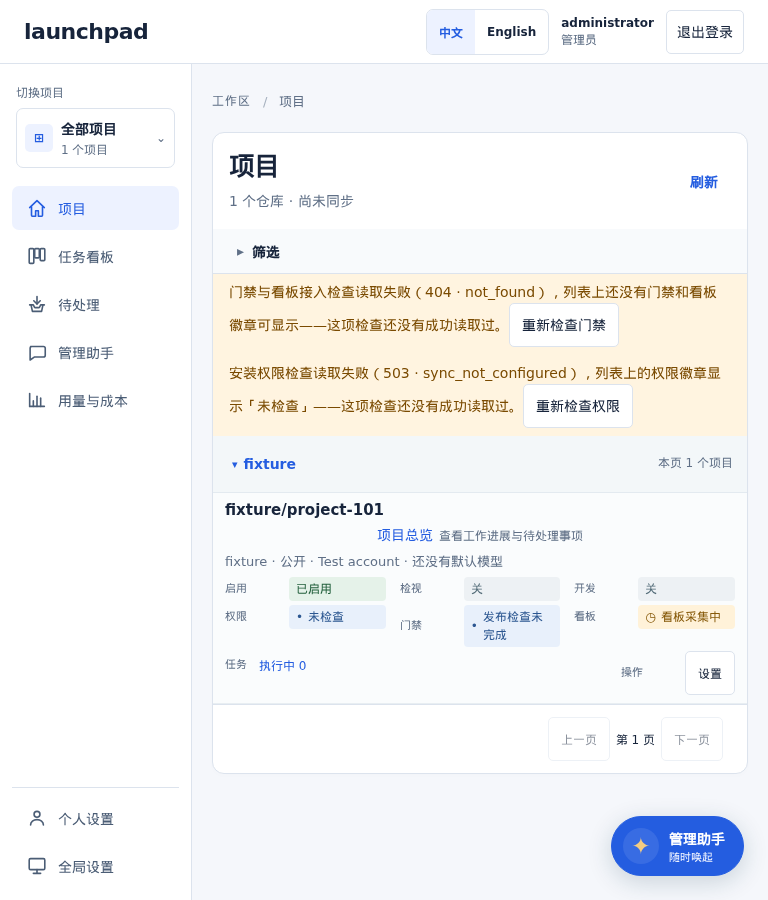 launchpad
中文
English
administrator
管理员
退出登录
切换项目
全部项目
1 个项目
项目
任务看板
待处理
管理助手
用量与成本
个人设置
全局设置
工作区 / 项目
项目
1 个仓库 · 尚未同步
刷新
筛选
门禁与看板接入检查读取失败（404 · not_found），列表上还没有门禁和看板
徽章可显示——这项检查还没有成功读取过。 重新检查门禁
安装权限检查读取失败（503 · sync_not_configured），列表上的权限徽章显
示「未检查」——这项检查还没有成功读取过。 重新检查权限
fixture
本页 1 个项目
fixture/project-101
项目总览 查看工作进展与待处理事项
fixture · 公开 · Test account · 还没有默认模型
启用 已启用 检视 关 开发 关
权限 • 未检查 门禁 • 发布检查未
完成
看板 看板采集中
任务 执行中 0 操作 设置
上一页 第 1 页 下一页
管理助手
随时唤起